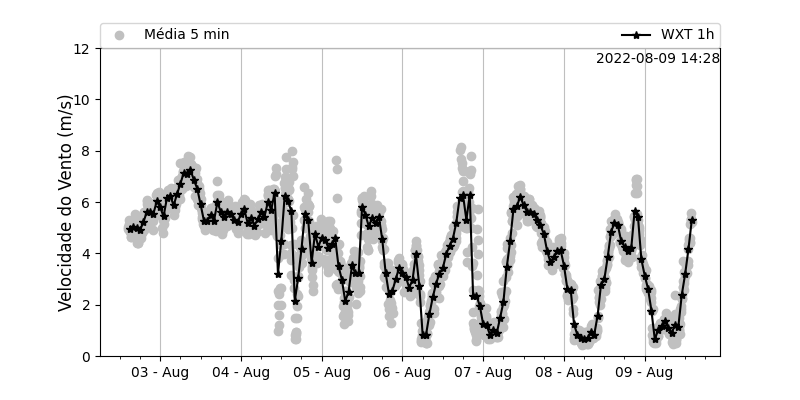 Média 5 min
WXT 1h
2022-08-09 14:28
Velocidade do Vento (m/s)
12
10
8
6
4
2
0
03 - Aug
04 - Aug
05 - Aug
06 - Aug
07 - Aug
08 - Aug
09 - Aug